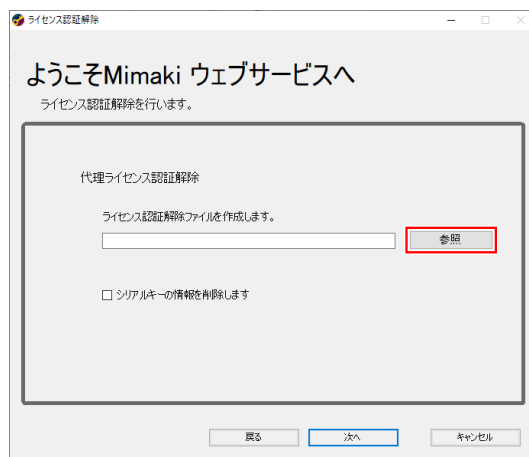 ライセンス認証解除
ようこそMimaki ウェブサービスへ
ライセンス認証解除を行います。
代理ライセンス認証解除
ライセンス認証解除ファイルを作成します。
参照
シリアルキーの情報を削除します
戻る
次へ
キャンセル